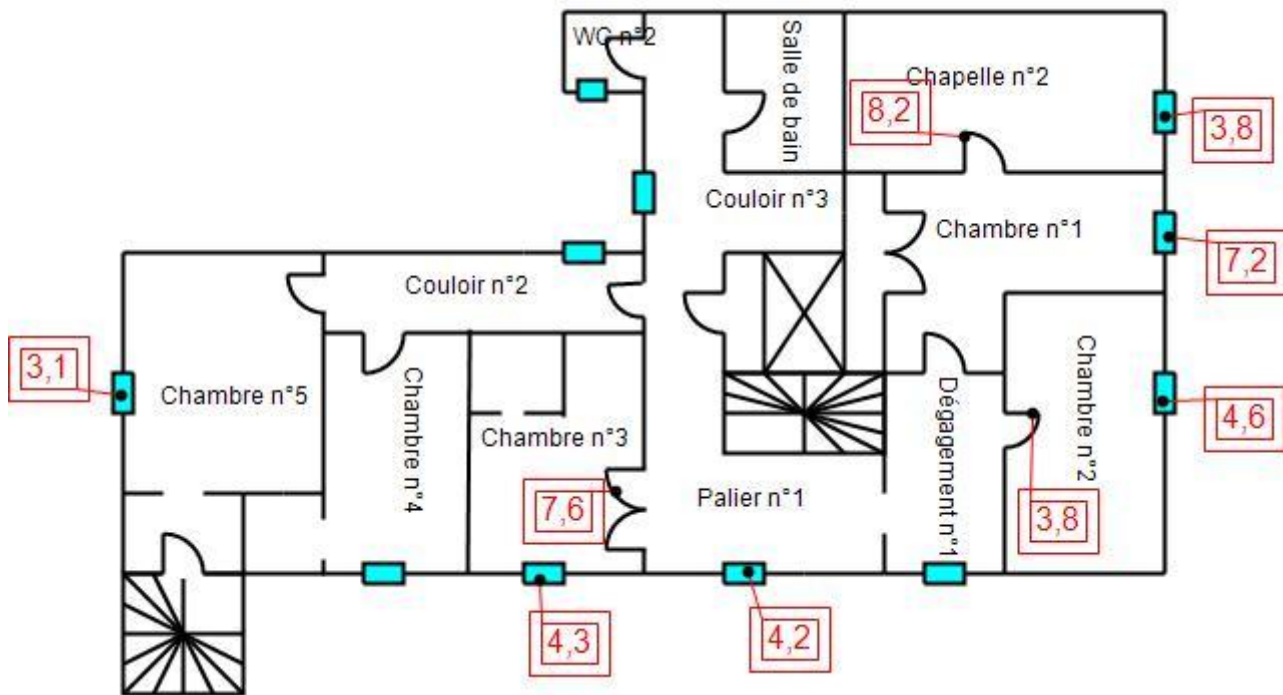 WC n°2
Salle de bain
Chapelle n°2
8,2
3,8
Couloir n°3
Chambre n°1
7,2
Couloir n°2
3,1
Chambre n°5
Chambre n°4
Chambre n°3
Dégagement n°1
Chambre n°2
4,6
7,6
Palier n°1
3,8
4,3
4,2